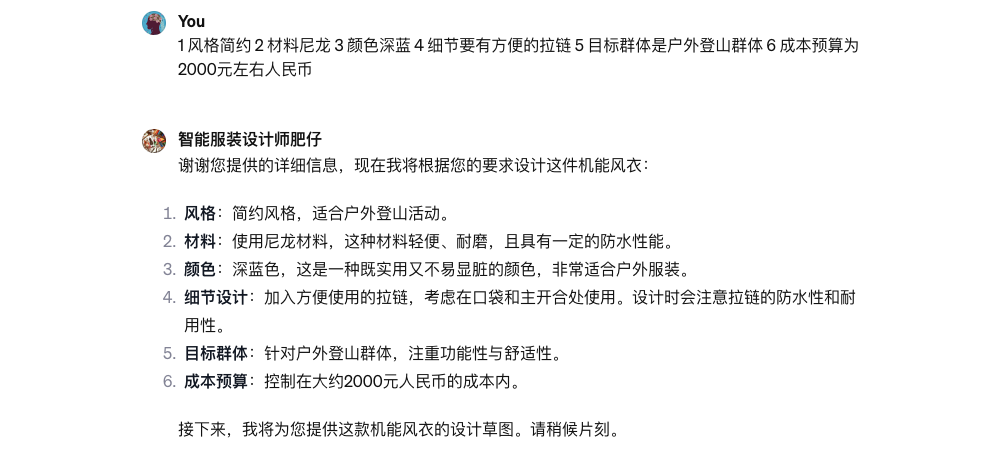 You
1 风格简约 2 材料尼龙 3 颜色深蓝 4 细节要有方便的拉链 5 目标群体是户外登山群体 6 成本预算为
2000元左右人民币
智能服装设计师肥仔
谢谢您提供的详细信息，现在我将根据您的要求设计这件机能风衣：
1. 风格：简约风格，适合户外登山活动。
2. 材料：使用尼龙材料，这种材料轻便、耐磨，且具有一定的防水性能。
3. 颜色：深蓝色，这是一种既实用又不易显脏的颜色，非常适合户外服装。
4. 细节设计：加入方便使用的拉链，考虑在口袋和主开合处使用。设计时会注意拉链的防水性和耐
用性。
5. 目标群体：针对户外登山群体，注重功能性与舒适性。
6. 成本预算：控制在大约2000元人民币的成本内。
接下来，我将为您提供这款机能风衣的设计草图。请稍候片刻。